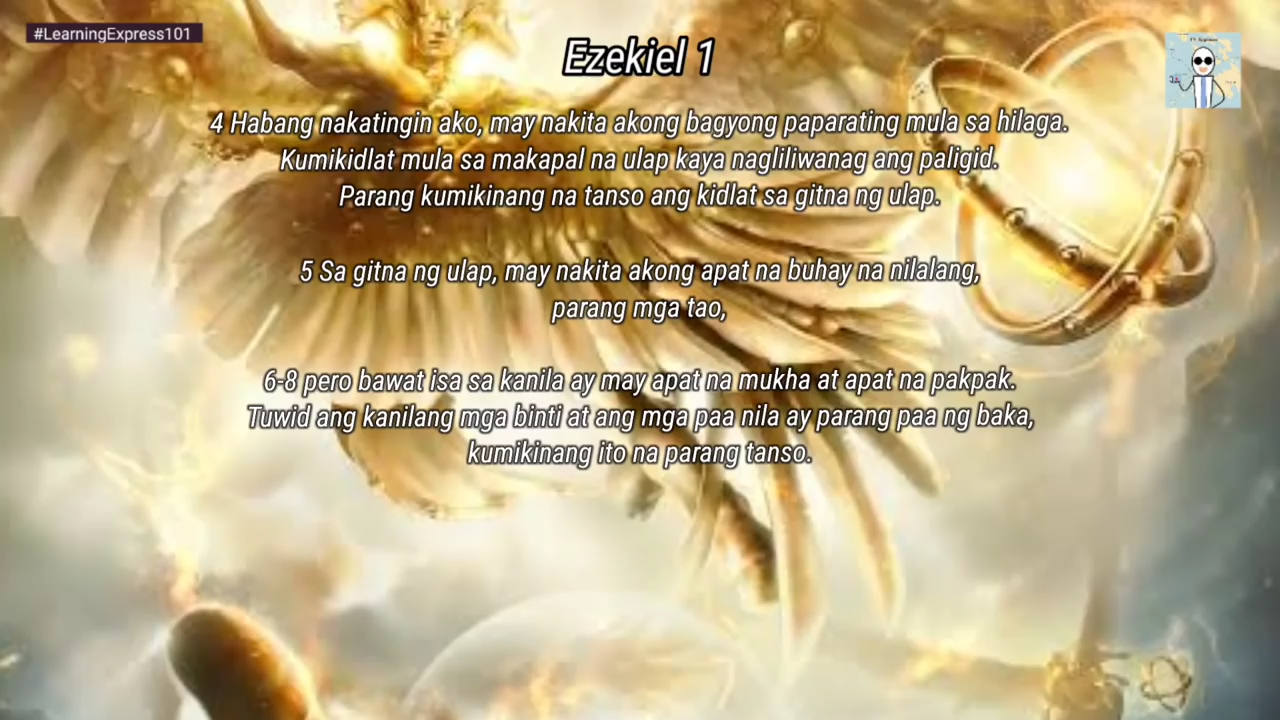 #LearningExpress101
Ezekiel 1
4 Habang nakatingin ako, may nakita akong bagyong paparating mula sa hilaga.
Kumikidlat mula sa makapal na ulap kaya nagliliwanag ang paligid.
Parang kumikinang na tanso ang kidlat sa gitna ng ulap.
5 Sa gitna ng ulap, may nakita akong apat na buhay na nilalang,
parang mga tao,
6-8 pero bawat isa sa kanila ay may apat na mukha at apat na pakpak.
Tuwid ang kanilang mga binti at ang mga paa nila ay parang paa ng baka,
kumikinang ito na parang tanso.